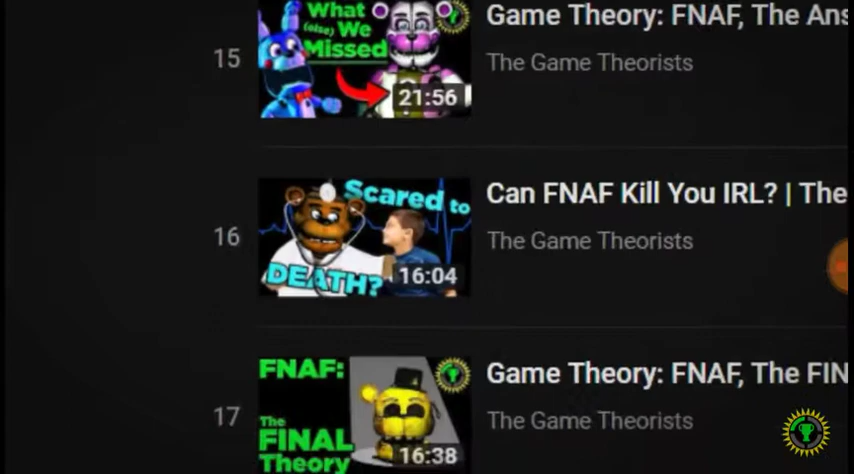 What
(else) We
Missed
21:56
15
Game Theory: FNAF, The Ans
The Game Theorists
Scared to
DEATH?
16:04
16
Can FNAF Kill You IRL? | The
The Game Theorists
FNAF:
The
FINAL
Theory
16:38
17
Game Theory: FNAF, The FIN
The Game Theorists